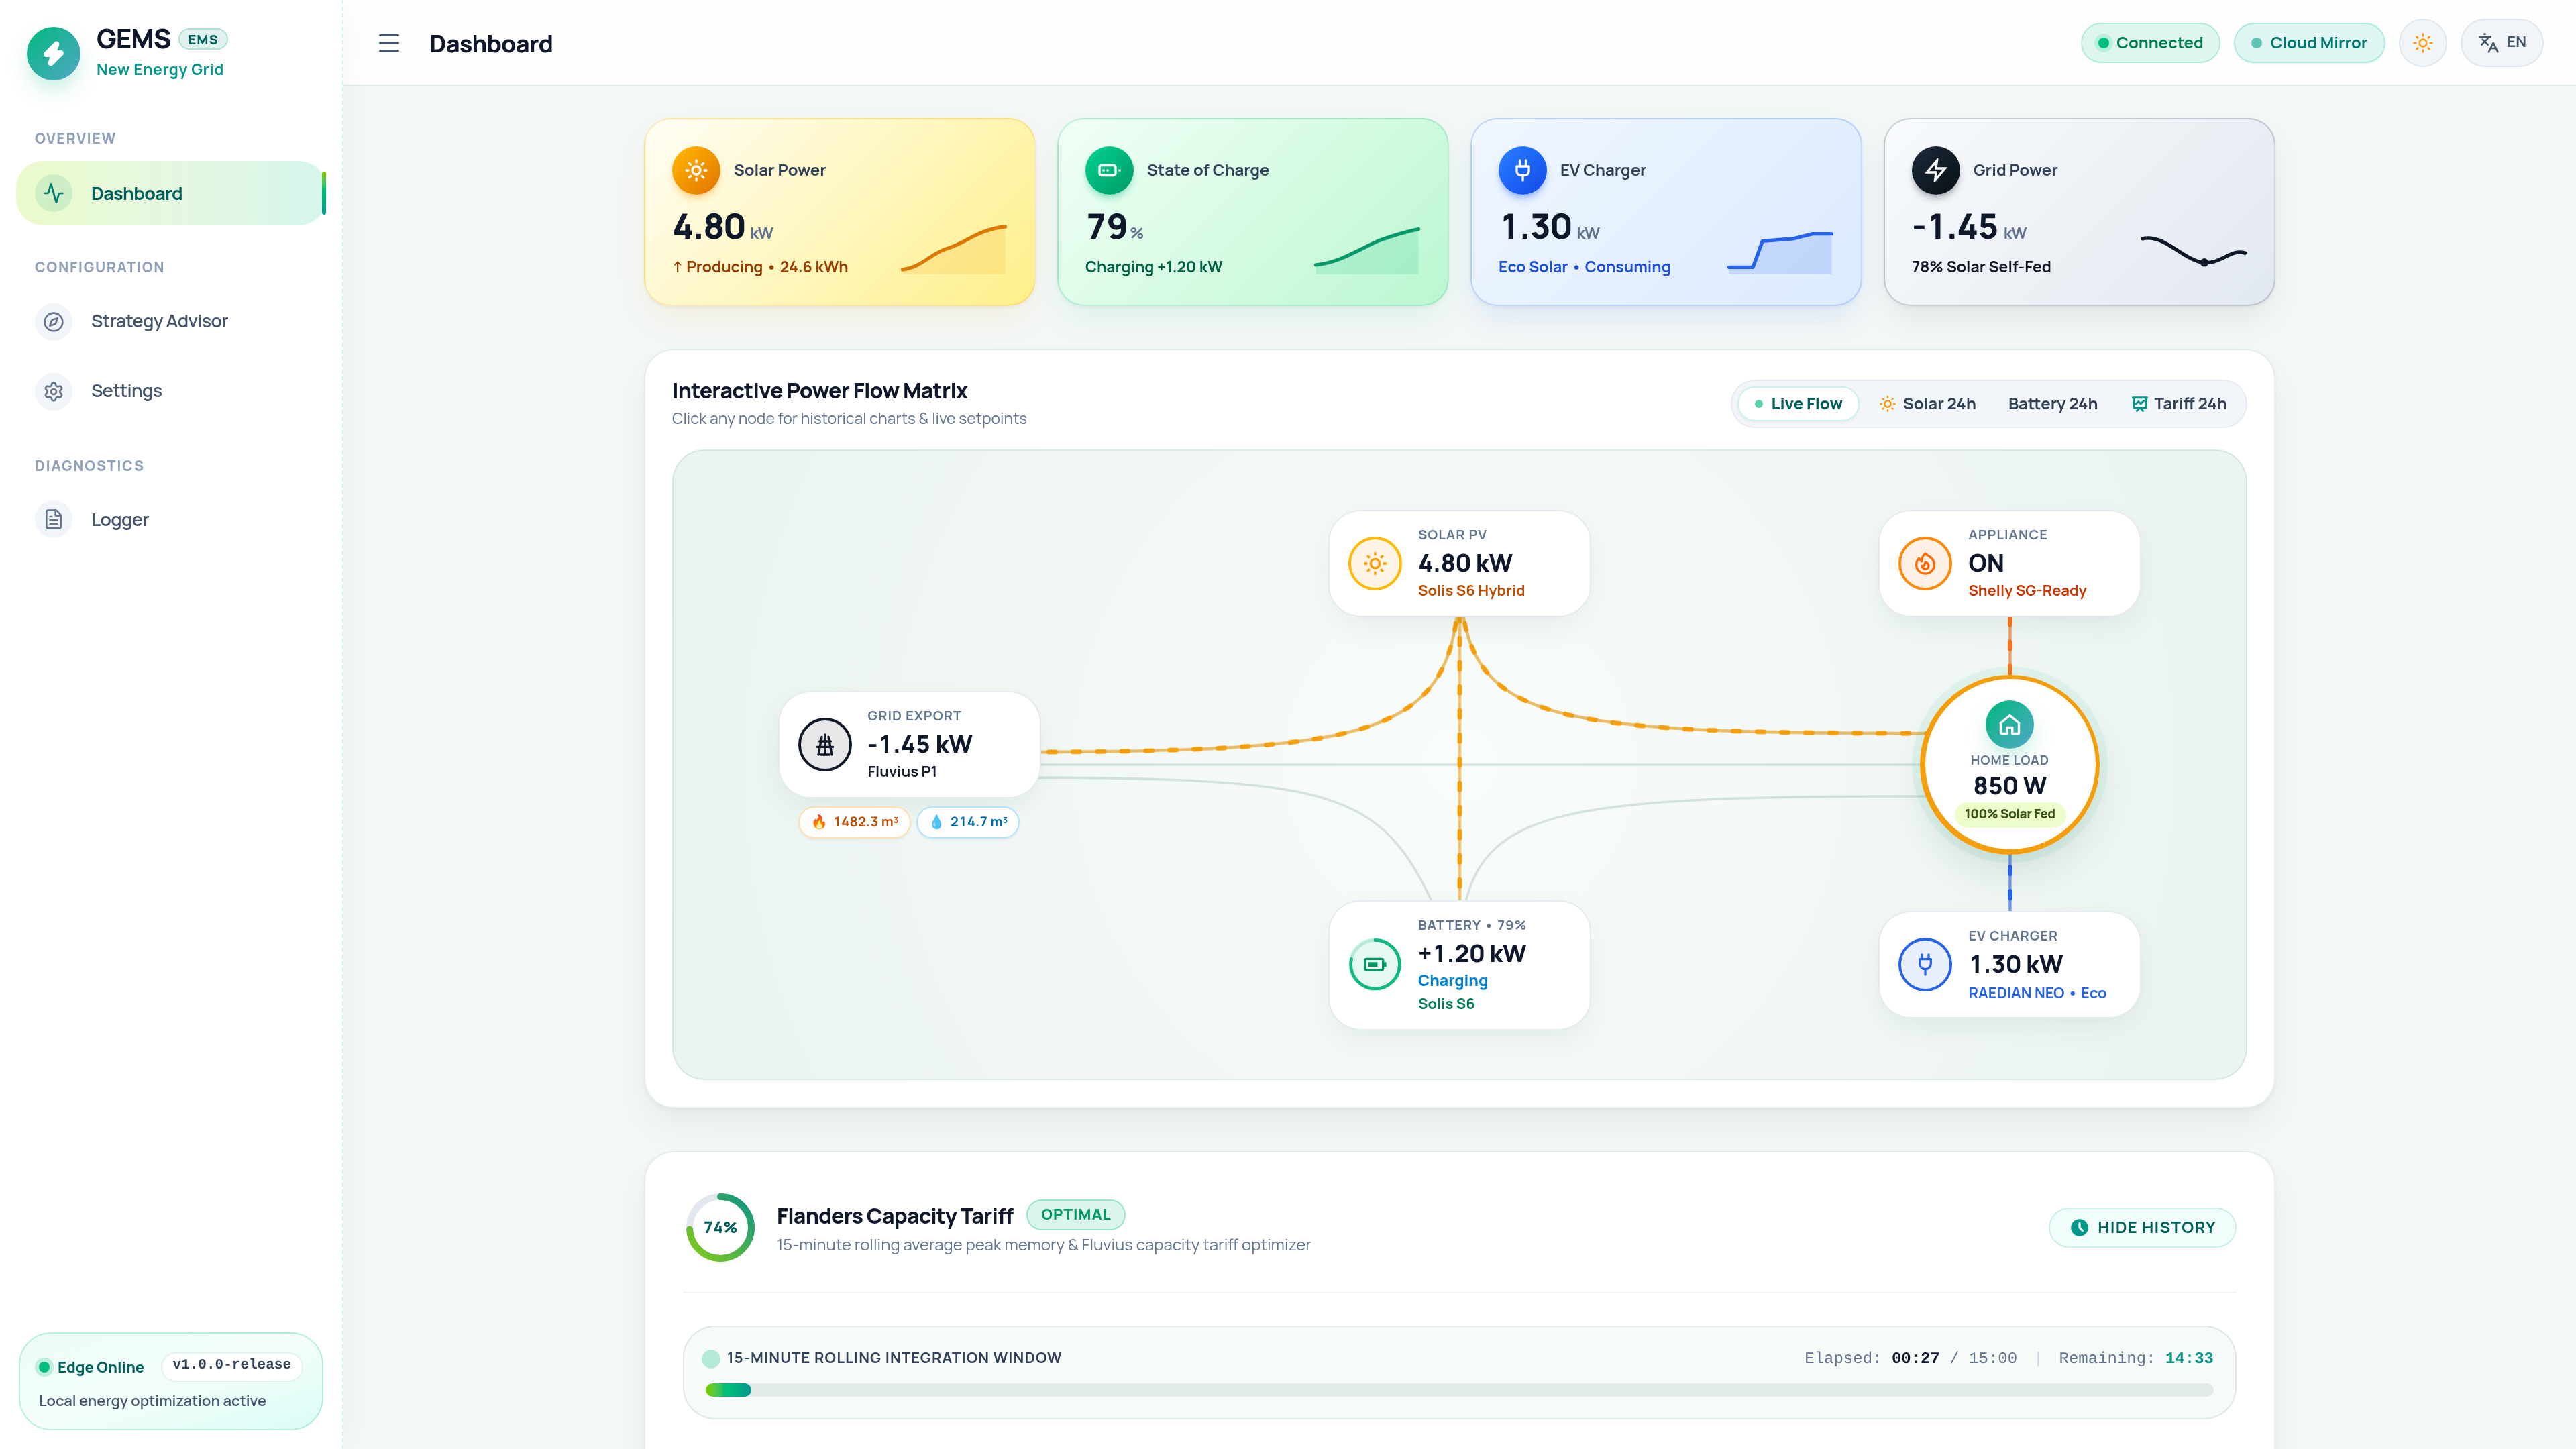 GEMS EMS
New Energy Grid
OVERVIEW
Dashboard
CONFIGURATION
Strategy Advisor
Settings
DIAGNOSTICS
Logger
Edge Online v1.0.0-release
Local energy optimization active
Dashboard
Connected
Cloud Mirror
EN
Solar Power
4.80 kW
↑ Producing • 24.6 kWh
State of Charge
79 %
Charging +1.20 kW
EV Charger
1.30 kW
Eco Solar • Consuming
Grid Power
-1.45 kW
78% Solar Self-Fed
Interactive Power Flow Matrix
Click any node for historical charts & live setpoints
Live Flow
Solar 24h
Battery 24h
Tariff 24h
SOLAR PV
4.80 kW
Solis S6 Hybrid
APPLIANCE
ON
Shelly SG-Ready
GRID EXPORT
-1.45 kW
Fluvius P1
1482.3 m³
214.7 m³
HOME LOAD
850 W
100% Solar Fed
BATTERY • 79%
+1.20 kW
Charging
Solis S6
EV CHARGER
1.30 kW
RAEDIAN NEO • Eco
74%
Flanders Capacity Tariff OPTIMAL
15-minute rolling average peak memory & Fluvius capacity tariff optimizer
HIDE HISTORY
15-MINUTE ROLLING INTEGRATION WINDOW
Elapsed: 00:27 / 15:00 | Remaining: 14:33